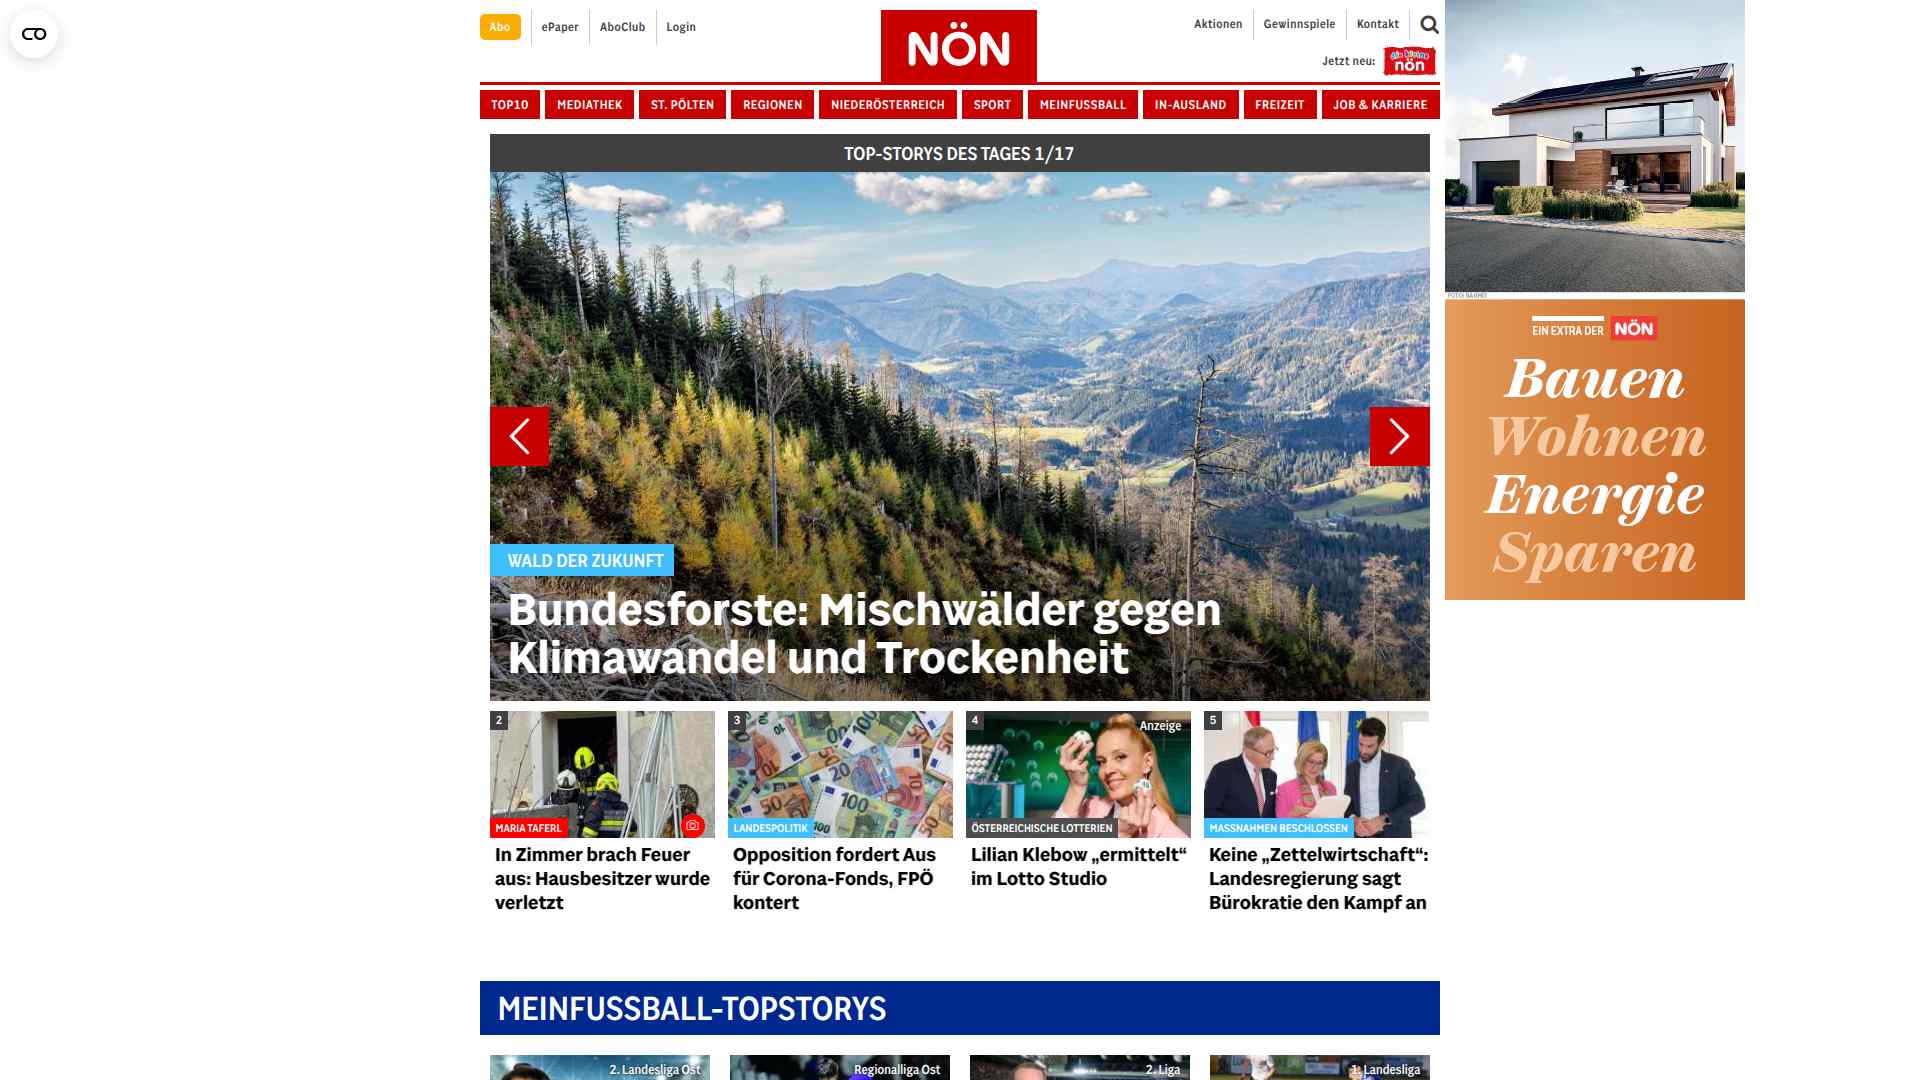 Abo
ePaper
AboClub
Login
NÖN
Aktionen
Gewinnspiele
Kontakt
Jetzt neu:
die kleine
nön
TOP10
MEDIATHEK
ST. PÖLTEN
REGIONEN
NIEDERÖSTERREICH
SPORT
MEINFUSSBALL
IN-AUSLAND
FREIZEIT
JOB & KARRIERE
TOP-STORYS DES TAGES 1/17
WALD DER ZUKUNFT
Bundesforste: Mischwälder gegen
Klimawandel und Trockenheit
2
MARIA TAFERL
In Zimmer brach Feuer
aus: Hausbesitzer wurde
verletzt
3
LANDESPOLITIK
Opposition fordert Aus
für Corona-Fonds, FPÖ
kontert
4
Anzeige
ÖSTERREICHISCHE LOTTERIEN
Lilian Klebow „ermittelt“
im Lotto Studio
5
MASSNAHMEN BESCHLOSSEN
Keine „Zettelwirtschaft“:
Landesregierung sagt
Bürokratie den Kampf an
MEINFUSSBALL-TOPSTORYS
2. Landesliga Ost
Regionalliga Ost
2. Liga
1. Landesliga
EIN EXTRA DER NÖN
Bauen
Wohnen
Energie
Sparen